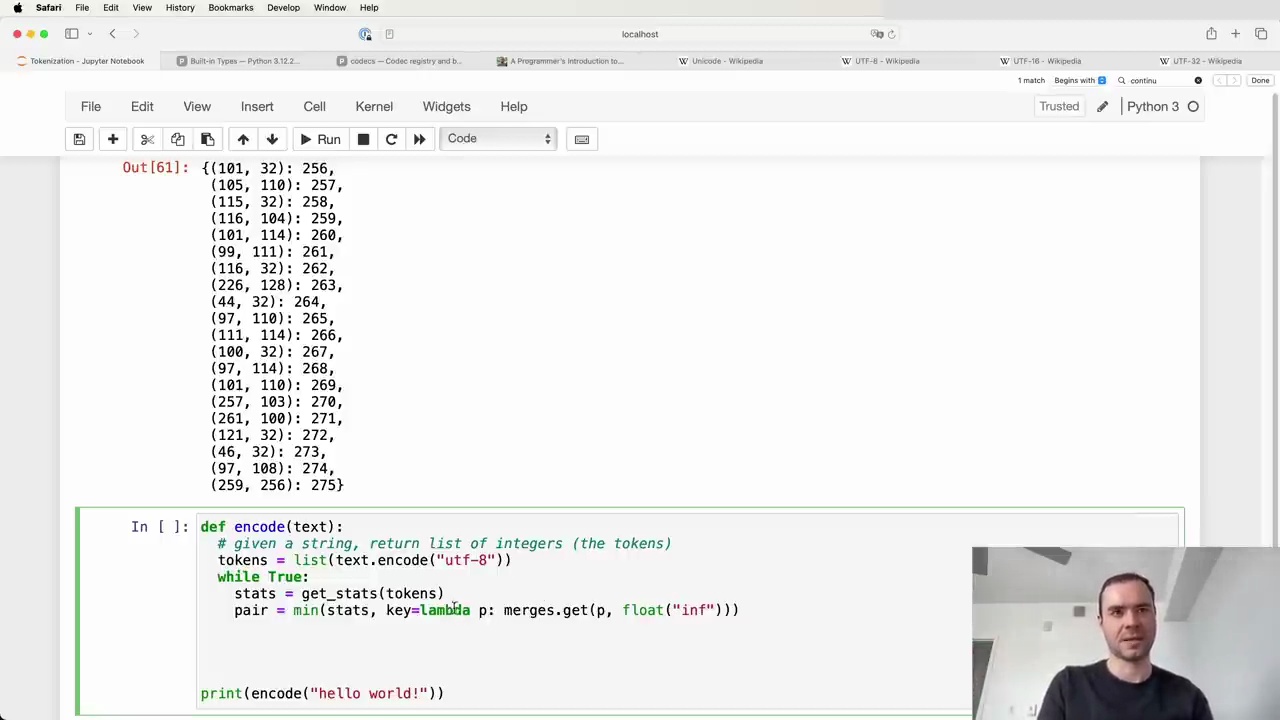 Safari File Edit View History Bookmarks Develop Window Help
localhost
Tokenization - Jupyter Notebook
Built-in Types — Python 3.12.2...
codecs — Codec registry and b...
A Programmer's Introduction to...
Unicode - Wikipedia
UTF-8 - Wikipedia
UTF-16 - Wikipedia
UTF-32 - Wikipedia
1 match Begins with continu Done
File Edit View Insert Cell Kernel Widgets Help Trusted Python 3
Run Code
Out[61]: {(101, 32): 256,
(105, 110): 257,
(115, 32): 258,
(116, 104): 259,
(101, 114): 260,
(99, 111): 261,
(116, 32): 262,
(226, 128): 263,
(44, 32): 264,
(97, 110): 265,
(111, 114): 266,
(100, 32): 267,
(97, 114): 268,
(101, 110): 269,
(257, 103): 270,
(261, 100): 271,
(121, 32): 272,
(46, 32): 273,
(97, 108): 274,
(259, 256): 275}
In [ ]: def encode(text):
# given a string, return list of integers (the tokens)
tokens = list(text.encode("utf-8"))
while True:
stats = get_stats(tokens)
pair = min(stats, key=lambda p: merges.get(p, float("inf")))
print(encode("hello world!"))